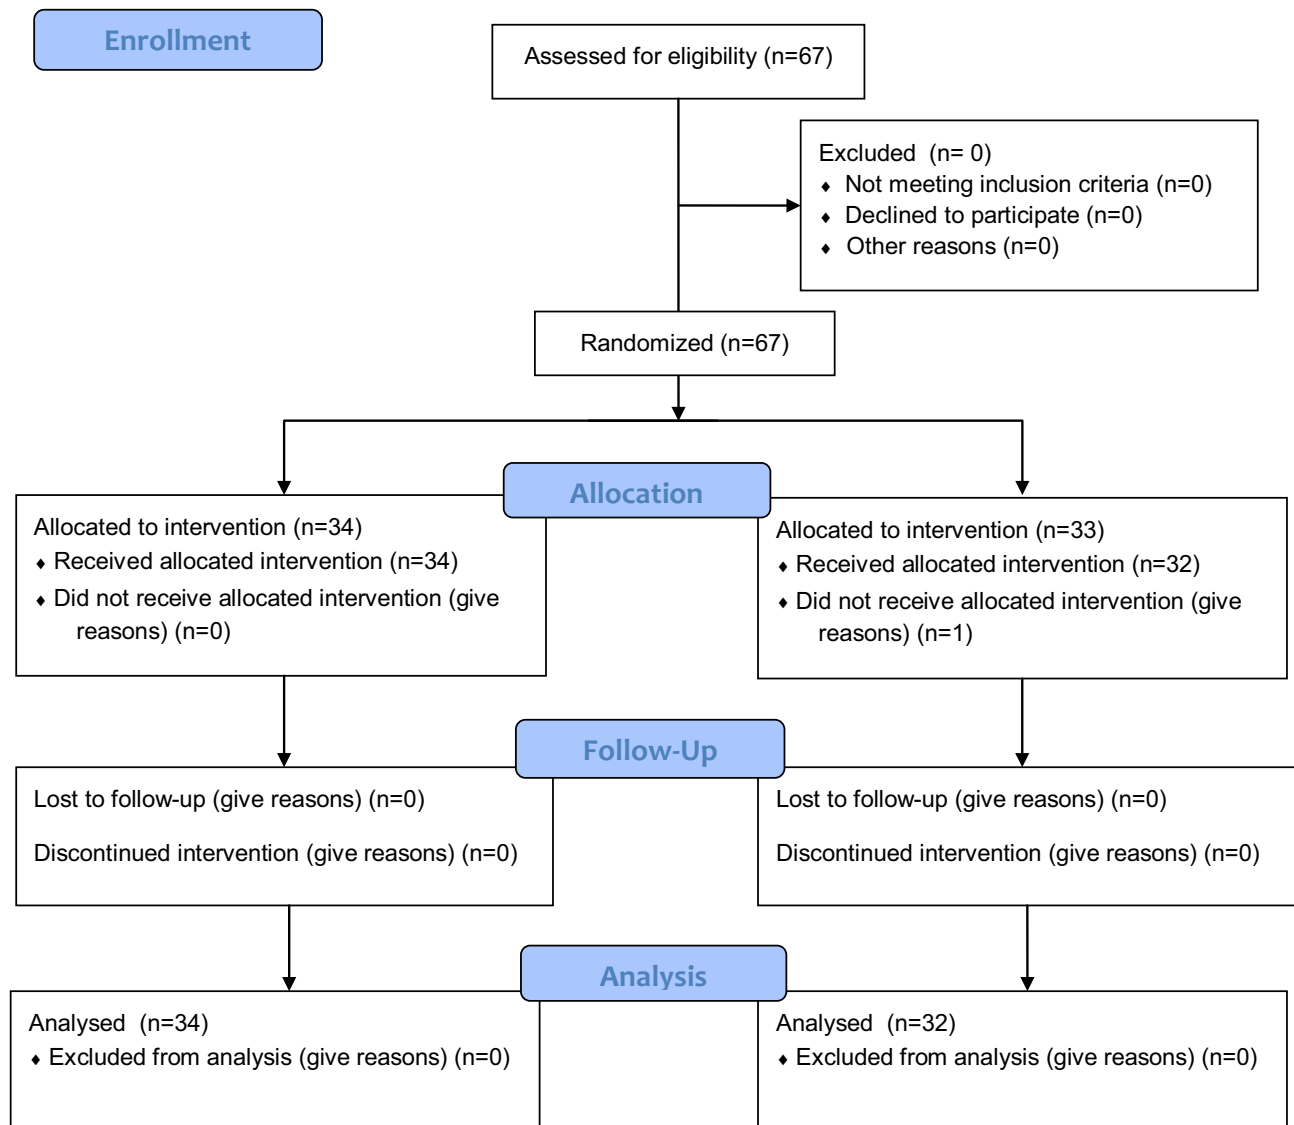 Enrollment
Assessed for eligibility (n=67)
Excluded  (n= 0)
♦ Not meeting inclusion criteria (n=0)
♦ Declined to participate (n=0)
♦ Other reasons (n=0)
Randomized (n=67)
Allocation
Allocated to intervention (n=34)
♦ Received allocated intervention (n=34)
♦ Did not receive allocated intervention (give
reasons) (n=0)
Allocated to intervention (n=33)
♦ Received allocated intervention (n=32)
♦ Did not receive allocated intervention (give
reasons) (n=1)
Follow-Up
Lost to follow-up (give reasons) (n=0)
Discontinued intervention (give reasons) (n=0)
Lost to follow-up (give reasons) (n=0)
Discontinued intervention (give reasons) (n=0)
Analysis
Analysed  (n=34)
♦ Excluded from analysis (give reasons) (n=0)
Analysed  (n=32)
♦ Excluded from analysis (give reasons) (n=0)